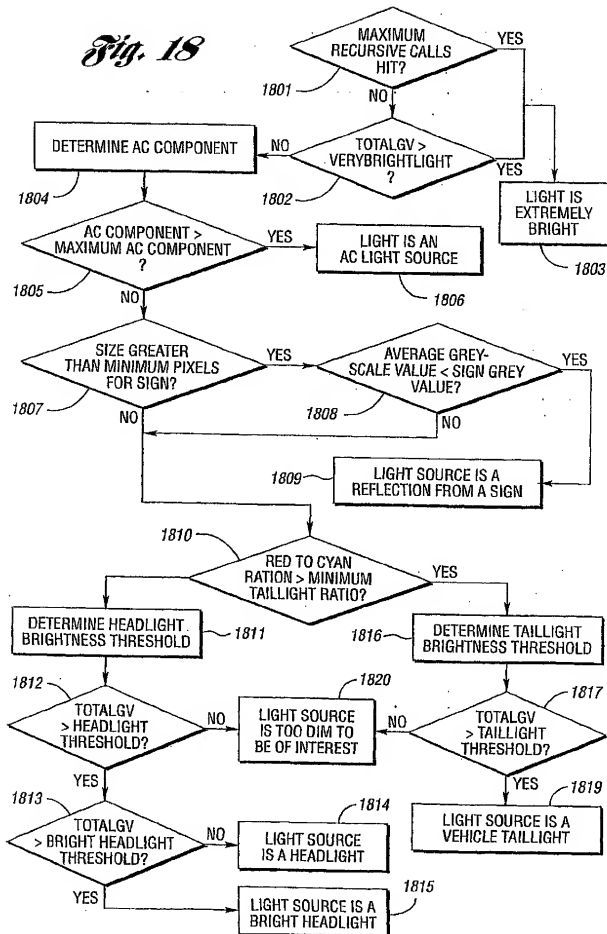 Fig. 18
MAXIMUM
RECURSIVE CALLS
HIT?
YES
1801
NO
TOTALGV >
VERYBRIGHTLIGHT
?
NO
YES
1802
DETERMINE AC COMPONENT
1804
LIGHT IS
EXTREMELY
BRIGHT
1803
AC COMPONENT >
MAXIMUM AC COMPONENT
?
YES
1805
NO
LIGHT IS AN
AC LIGHT SOURCE
1806
SIZE GREATER
THAN MINIMUM PIXELS
FOR SIGN?
YES
1807
NO
AVERAGE GREY-
SCALE VALUE < SIGN GREY
VALUE?
YES
1808
NO
1809
LIGHT SOURCE IS A
REFLECTION FROM A SIGN
1810
RED TO CYAN
RATION > MINIMUM
TAILLIGHT RATIO?
YES
DETERMINE HEADLIGHT
BRIGHTNESS THRESHOLD
1811
1816
DETERMINE TAILLIGHT
BRIGHTNESS THRESHOLD
1812
TOTALGV
> HEADLIGHT
THRESHOLD?
NO
YES
1820
LIGHT SOURCE
IS TOO DIM TO
BE OF INTEREST
NO
1817
TOTALGV
> TAILLIGHT
THRESHOLD?
YES
1819
LIGHT SOURCE IS A
VEHICLE TAILLIGHT
1813
TOTALGV
> BRIGHT HEADLIGHT
THRESHOLD?
NO
YES
1814
LIGHT SOURCE
IS A HEADLIGHT
LIGHT SOURCE IS A
BRIGHT HEADLIGHT
1815